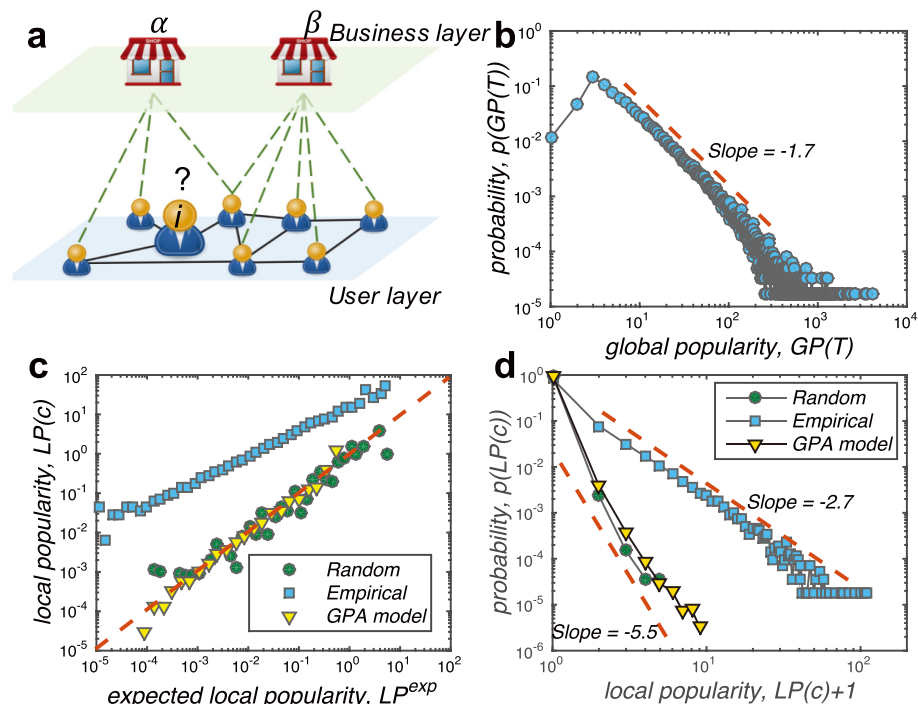 a
α
β
Business layer
SHOP
SHOP
?
i
User layer
b
probability, p(GP(T))
10^0
10^-1
10^-2
10^-3
10^-4
10^-5
Slope = -1.7
10^0
10^1
10^2
10^3
10^4
global popularity, GP(T)
c
local popularity, LP(c)
10^2
10^1
10^0
10^-1
10^-2
10^-3
10^-4
10^-5
Random
Empirical
GPA model
10^-5
10^-4
10^-3
10^-2
10^-1
10^0
10^1
10^2
expected local popularity, LP^exp
d
probability, p(LP(c))
10^0
10^-1
10^-2
10^-3
10^-4
10^-5
10^-6
Random
Empirical
GPA model
Slope = -2.7
Slope = -5.5
10^0
10^1
10^2
local popularity, LP(c)+1